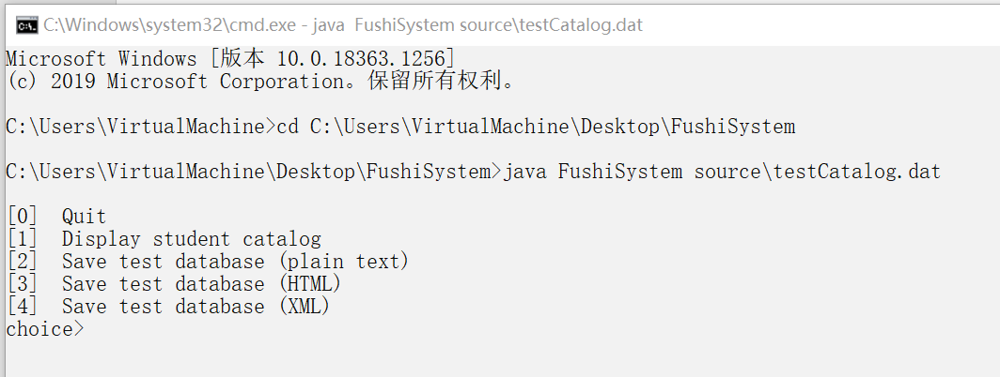 C:\Windows\system32\cmd.exe - java  FushiSystem source\testCatalog.dat
Microsoft Windows [版本 10.0.18363.1256]
(c) 2019 Microsoft Corporation。保留所有权利。
C:\Users\VirtualMachine>cd C:\Users\VirtualMachine\Desktop\FushiSystem
C:\Users\VirtualMachine\Desktop\FushiSystem>java FushiSystem source\testCatalog.dat
[0]  Quit
[1]  Display student catalog
[2]  Save test database (plain text)
[3]  Save test database (HTML)
[4]  Save test database (XML)
choice>